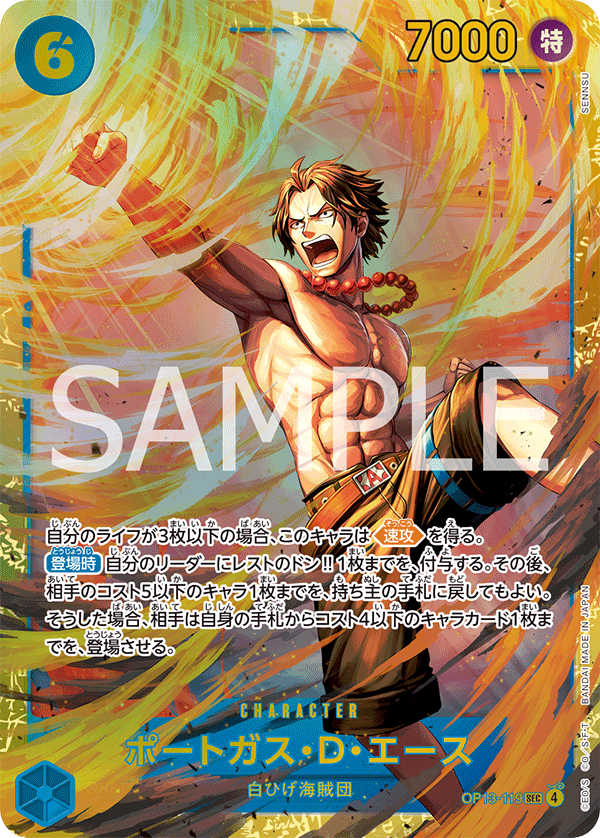 6
7000
特
SENNSU
SAMPLE
自分のライフが3枚以下の場合、このキャラは速攻を得る。
登場時 自分のリーダーにレストのドン!!1枚までを、付与する。その後、
相手のコスト5以下のキャラ1枚までを、持ち主の手札に戻してもよい。
そうした場合、相手は自身の手札からコスト4以下のキャラカード1枚ま
でを、登場させる。
CHARACTER
ポートガス・D・エース
白ひげ海賊団
OP13-119 SEC 4
©E.O/S. ©O./S・F・T BANDAI MADE IN JAPAN